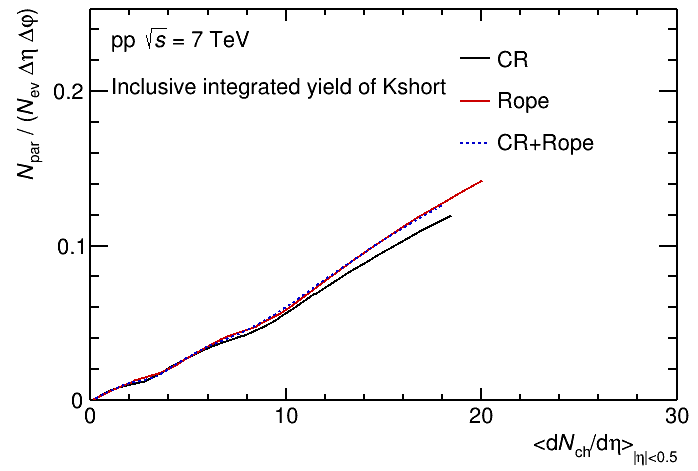 pp √s = 7 TeV
Inclusive integrated yield of Kshort
CR
Rope
CR+Rope
N_par / (N_ev Δη Δφ)
0.2
0.1
0
0 10 20 30
<dN_ch/dη>_|η|<0.5